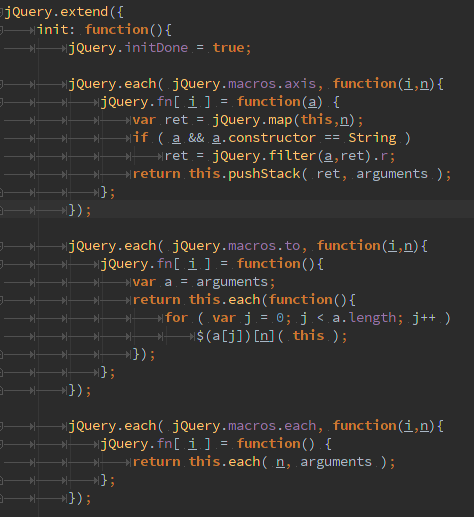 jQuery.extend({
init: function(){
jQuery.initDone = true;
jQuery.each( jQuery.macros.axis, function(i,n){
jQuery.fn[ i ] = function(a) {
var ret = jQuery.map(this,n);
if ( a && a.constructor == String )
ret = jQuery.filter(a,ret).r;
return this.pushStack( ret, arguments );
};
});
jQuery.each( jQuery.macros.to, function(i,n){
jQuery.fn[ i ] = function(){
var a = arguments;
return this.each(function(){
for ( var j = 0; j < a.length; j++ )
$(a[j])[n]( this );
});
};
});
jQuery.each( jQuery.macros.each, function(i,n){
jQuery.fn[ i ] = function() {
return this.each( n, arguments );
};
});